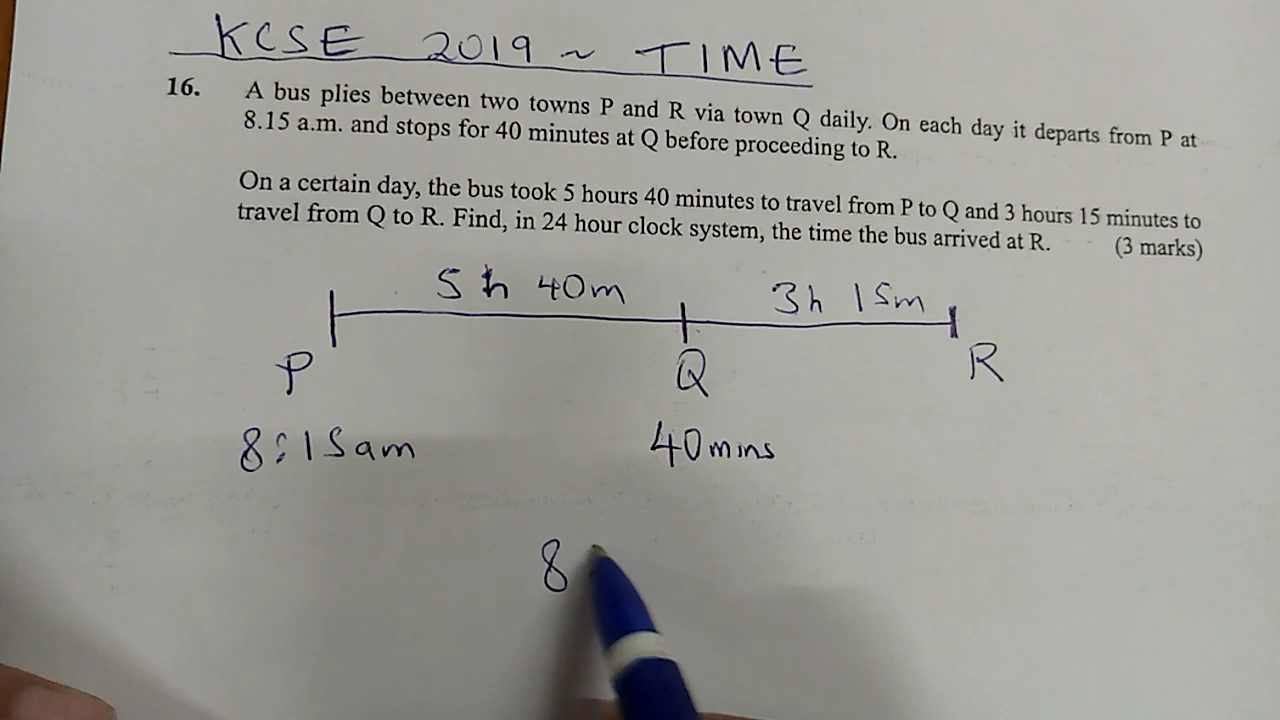 KCSE 2019 ~ TIME
16. A bus plies between two towns P and R via town Q daily. On each day it departs from P at
8.15 a.m. and stops for 40 minutes at Q before proceeding to R.
On a certain day, the bus took 5 hours 40 minutes to travel from P to Q and 3 hours 15 minutes to
travel from Q to R. Find, in 24 hour clock system, the time the bus arrived at R. (3 marks)
5h 40m 3h 15m
P Q R
8:15am 40mins
8